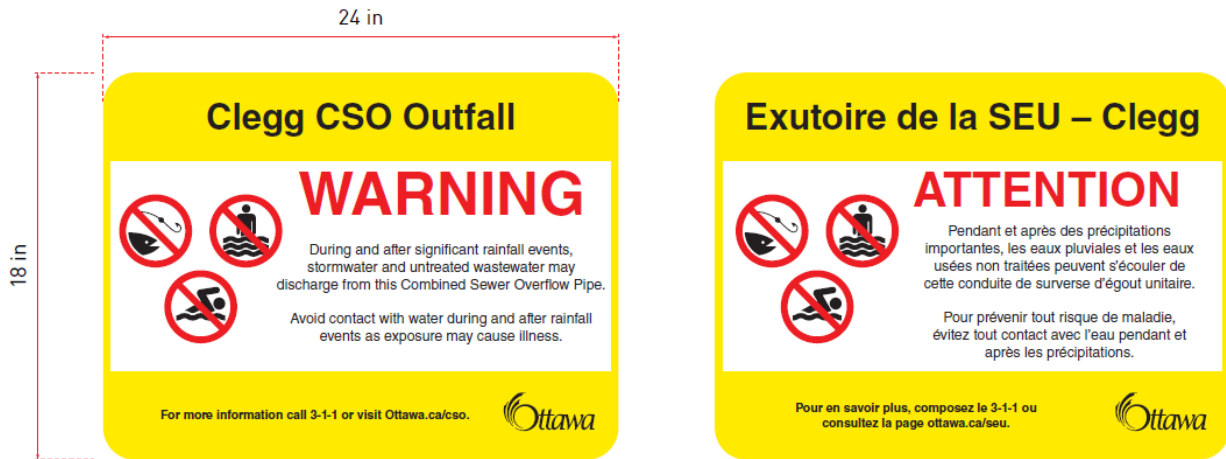 24 in
18 in
Clegg CSO Outfall
WARNING
During and after significant rainfall events,
stormwater and untreated wastewater may
discharge from this Combined Sewer Overflow Pipe.
Avoid contact with water during and after rainfall
events as exposure may cause illness.
For more information call 3-1-1 or visit Ottawa.ca/cso.
Ottawa
Exutoire de la SEU – Clegg
ATTENTION
Pendant et après des précipitations
importantes, les eaux pluviales et les eaux
usées non traitées peuvent s'écouler de
cette conduite de surverse d'égout unitaire.
Pour prévenir tout risque de maladie,
évitez tout contact avec l'eau pendant et
après les précipitations.
Pour en savoir plus, composez le 3-1-1 ou
consultez la page ottawa.ca/seu.
Ottawa